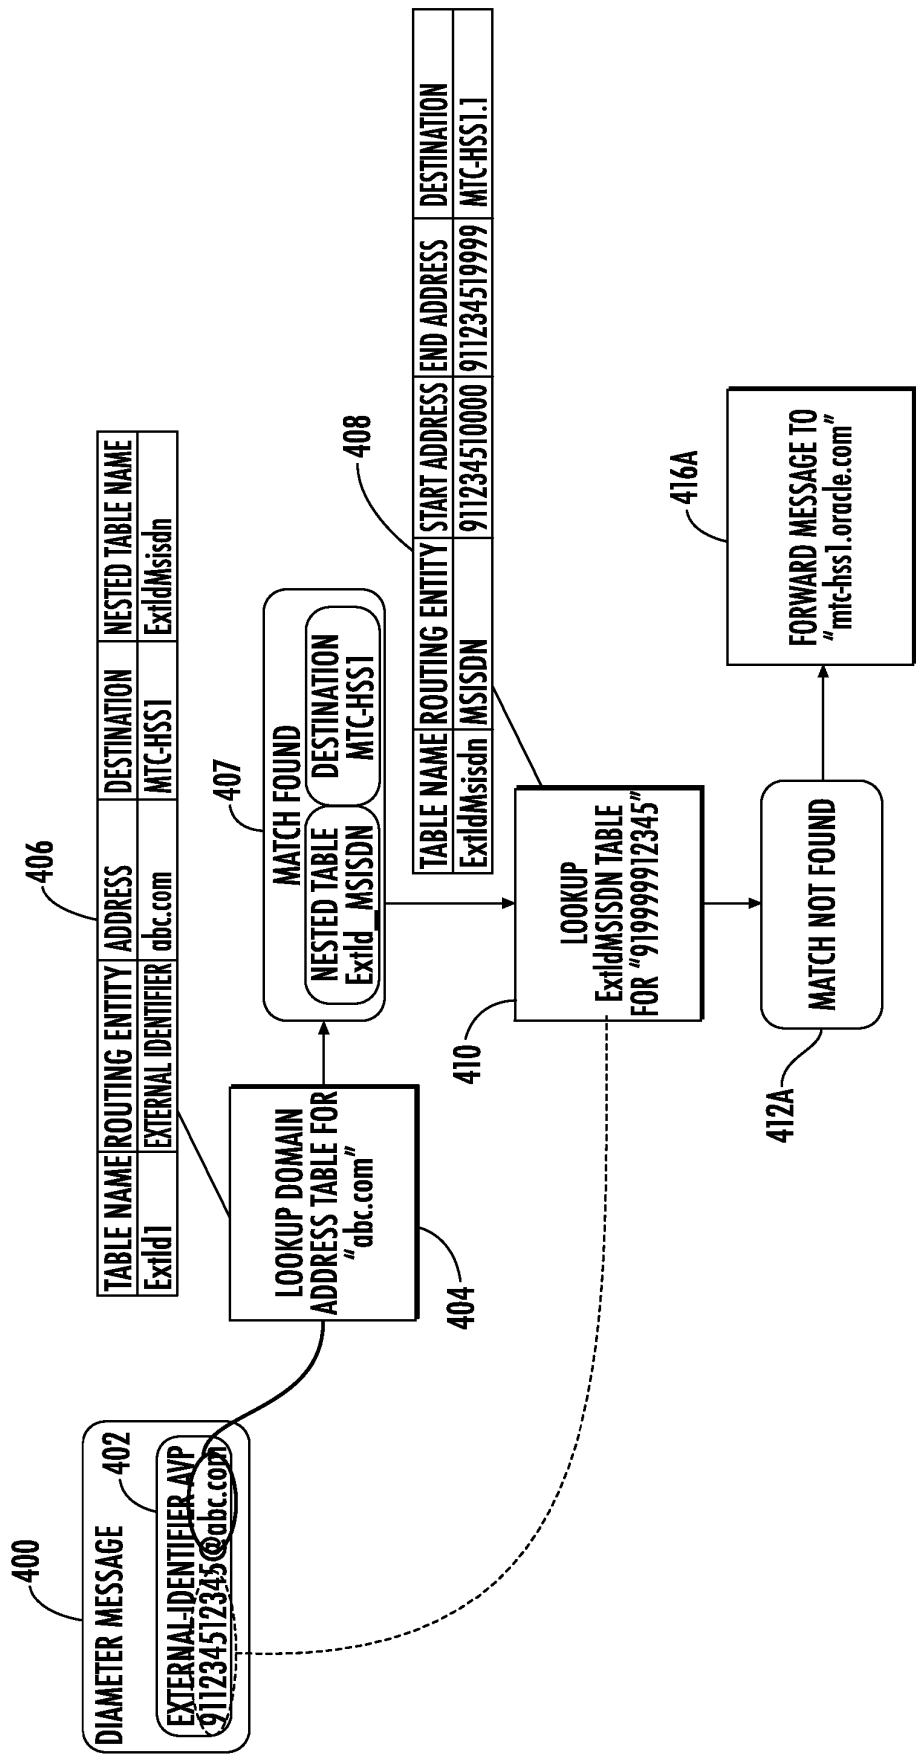 400
DIAMETER MESSAGE
402
EXTERNAL-IDENTIFIER AVP
911234512345@abc.com
406
TABLE NAME ROUTING ENTITY ADDRESS DESTINATION NESTED TABLE NAME
ExtId1 EXTERNAL IDENTIFIER abc.com MTC-HSS1 ExtIdMsisdn
LOOKUP DOMAIN
ADDRESS TABLE FOR
“abc.com”
404
407
MATCH FOUND
NESTED TABLE
ExtId_MSISDN
DESTINATION
MTC-HSS1
408
TABLE NAME ROUTING ENTITY START ADDRESS END ADDRESS DESTINATION
ExtIdMsisdn MSISDN 911234510000 911234519999 MTC-HSS1.1
410
LOOKUP
ExtIdMSISDN TABLE
FOR “919999912345”
412A
MATCH NOT FOUND
416A
FORWARD MESSAGE TO
“mtc-hss1.oracle.com”